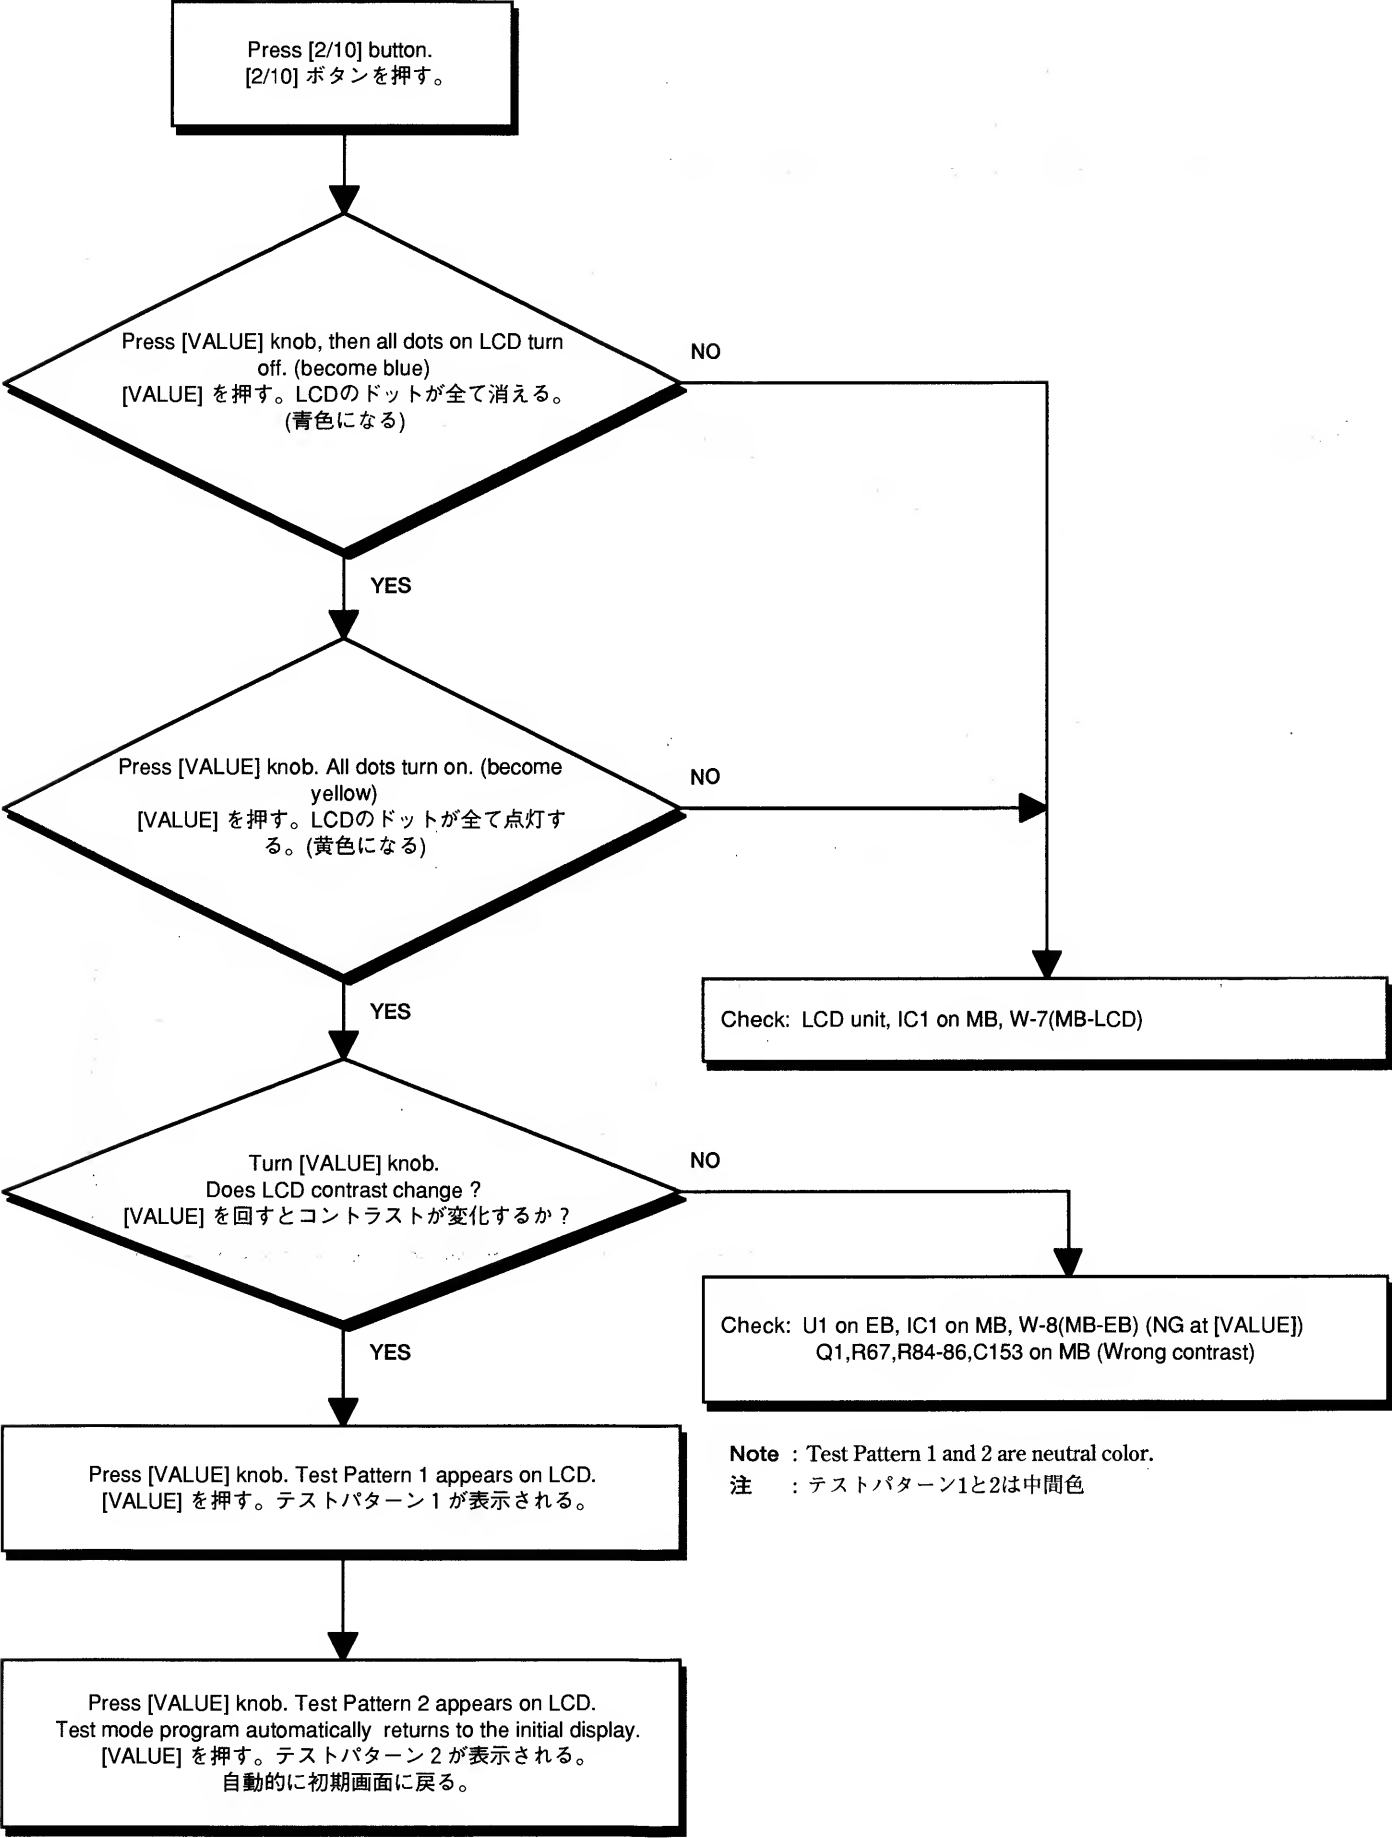 Press [2/10] button.
[2/10] ボタンを押す。
Press [VALUE] knob, then all dots on LCD turn
off. (become blue)
[VALUE] を押す。LCDのドットが全て消える。
(青色になる)
NO
YES
Press [VALUE] knob. All dots turn on. (become
yellow)
[VALUE] を押す。LCDのドットが全て点灯す
る。(黄色になる)
NO
YES
Check: LCD unit, IC1 on MB, W-7(MB-LCD)
Turn [VALUE] knob.
Does LCD contrast change ?
[VALUE] を回すとコントラストが変化するか？
NO
YES
Check: U1 on EB, IC1 on MB, W-8(MB-EB) (NG at [VALUE])
Q1,R67,R84-86,C153 on MB (Wrong contrast)
Note : Test Pattern 1 and 2 are neutral color.
注 : テストパターン1と2は中間色
Press [VALUE] knob. Test Pattern 1 appears on LCD.
[VALUE] を押す。テストパターン１が表示される。
Press [VALUE] knob. Test Pattern 2 appears on LCD.
Test mode program automatically returns to the initial display.
[VALUE] を押す。テストパターン２が表示される。
自動的に初期画面に戻る。